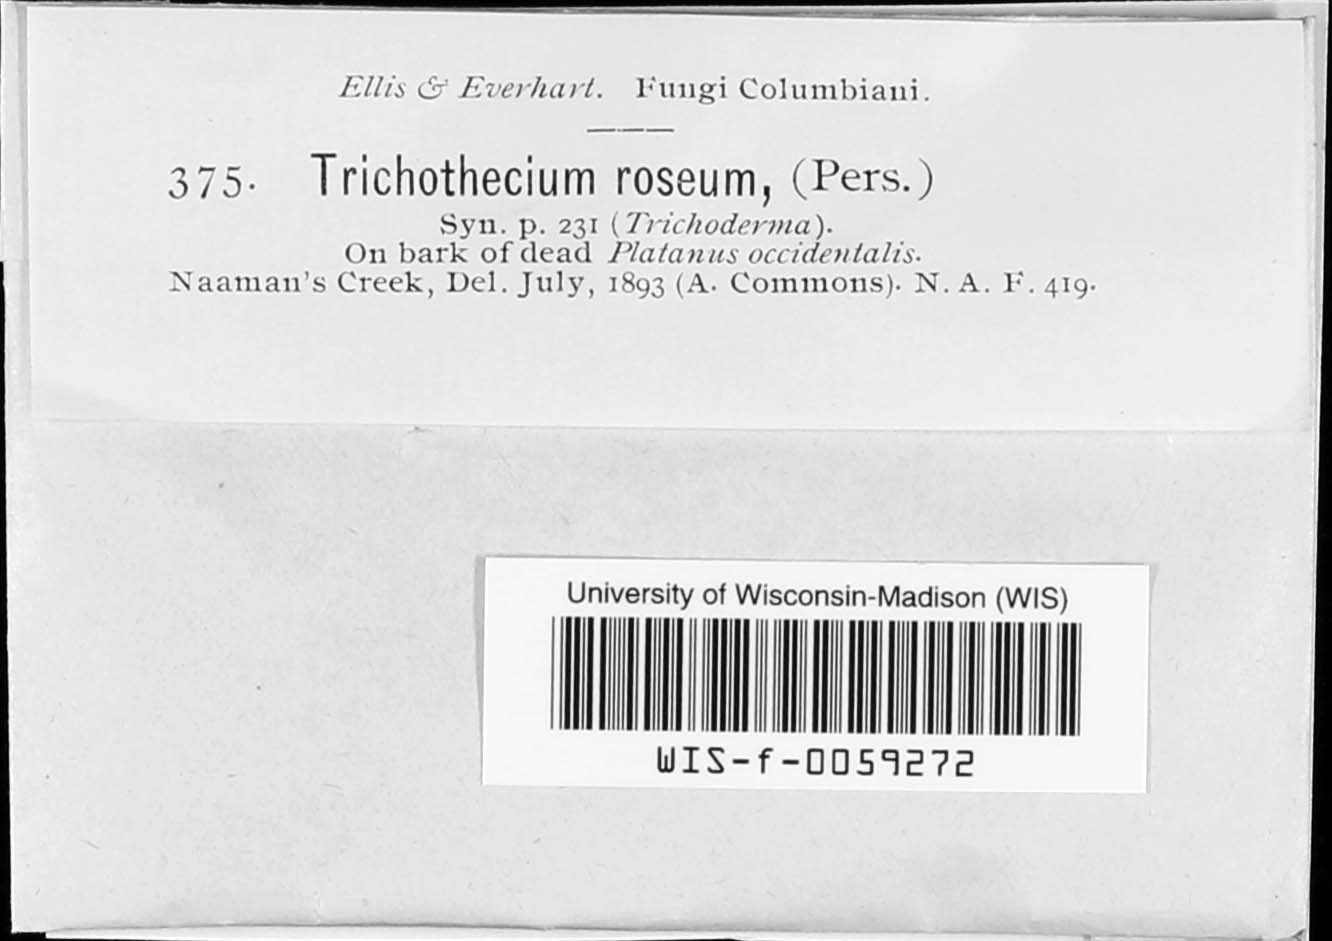 Ellis & Everhart. Fungi Columbiani.
375. Trichothecium roseum, (Pers.)
Syn. p. 231 (Trichoderma).
On bark of dead Platanus occidentalis.
Naaman's Creek, Del. July, 1893 (A. Commons). N. A. F. 419.
University of Wisconsin-Madison (WIS)
WIS-f-0059272